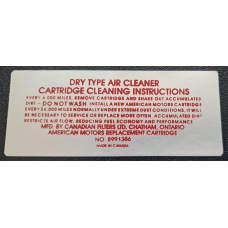 DRY TYPE AIR CLEANER
CARTRIDGE CLEANING INSTRUCTIONS
EVERY 4 000 MILES, REMOVE CARTRIDGE AND SHAKE OUT ACCUMULATED
DIRT - DO NOT WASH. INSTALL A NEW AMERICAN MOTORS CARTRIDGE
EVERY 24 000 MILES NORMALLY UNDER EXTREME DUST CONDITIONS, IT WILL
BE NECESSARY TO SERVICE OR REPLACE MORE OFTEN. ACCUMULATED DIRT
RESTRICTS AIR FLOW, REDUCING FUEL ECONOMY AND PERFORMANCE
MFD. BY CANADIAN FILTERS LTD. CHATHAM, ONTARIO
AMERICAN MOTORS REPLACEMENT CARTRIDGE
NO 8991386
MADE IN CANADA